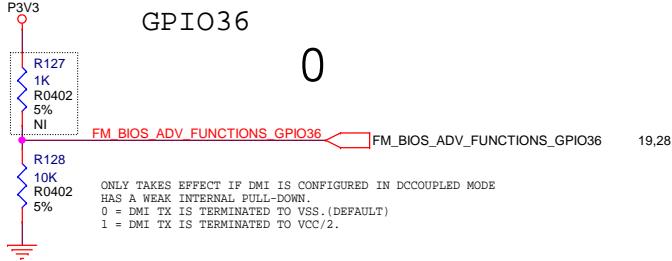 P3V3
GPIO36
0
R127
1K
R0402
5%
NI
FM_BIOS_ADV_FUNCTIONS_GPIO36
FM_BIOS_ADV_FUNCTIONS_GPIO36 19,28
R128
10K
R0402
5%
ONLY TAKES EFFECT IF DMI IS CONFIGURED IN DCCOUPLED MODE
HAS A WEAK INTERNAL PULL-DOWN.
0 = DMI TX IS TERMINATED TO VSS.(DEFAULT)
1 = DMI TX IS TERMINATED TO VCC/2.